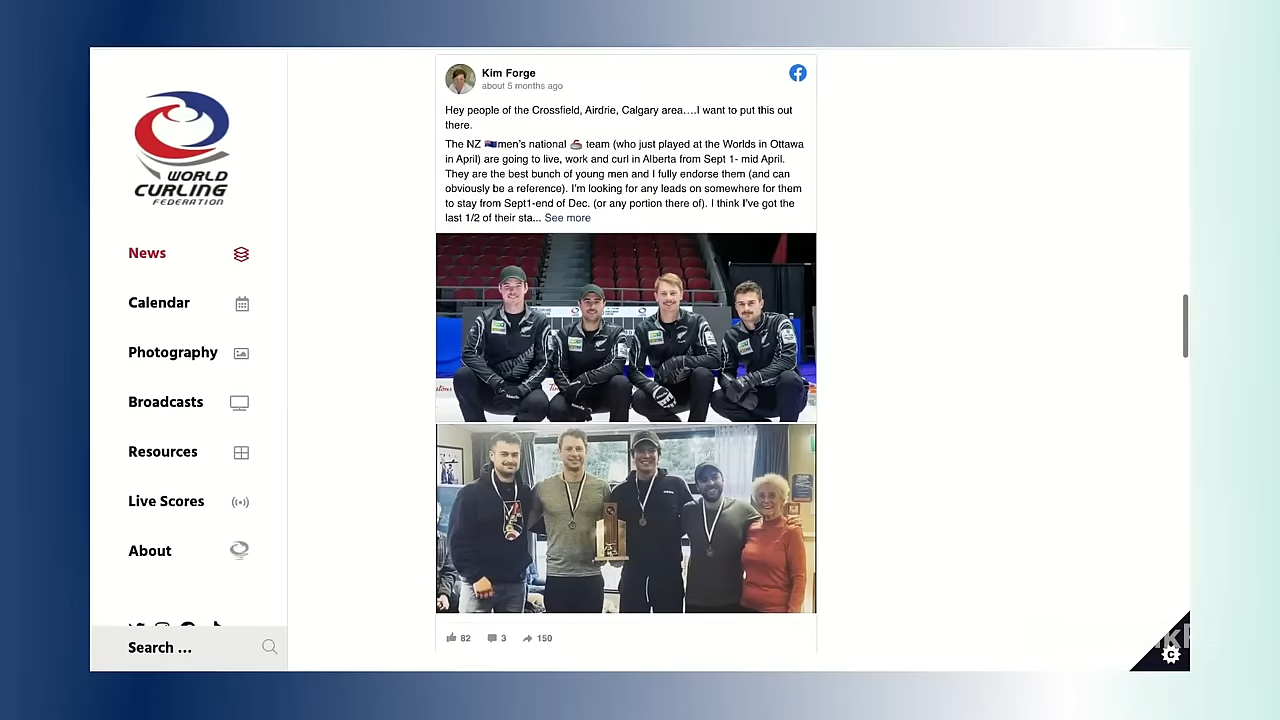 WORLD
CURLING
FEDERATION
News
Calendar
Photography
Broadcasts
Resources
Live Scores
About
Search ...
Kim Forge
about 5 months ago
Hey people of the Crossfield, Airdrie, Calgary area....I want to put this out
there.
The NZ men's national team (who just played at the Worlds in Ottawa
in April) are going to live, work and curl in Alberta from Sept 1- mid April.
They are the best bunch of young men and I fully endorse them (and can
obviously be a reference). I'm looking for any leads on somewhere for them
to stay from Sept1-end of Dec. (or any portion there of). I think I've got the
last 1/2 of their sta... See more
82
3
150
C